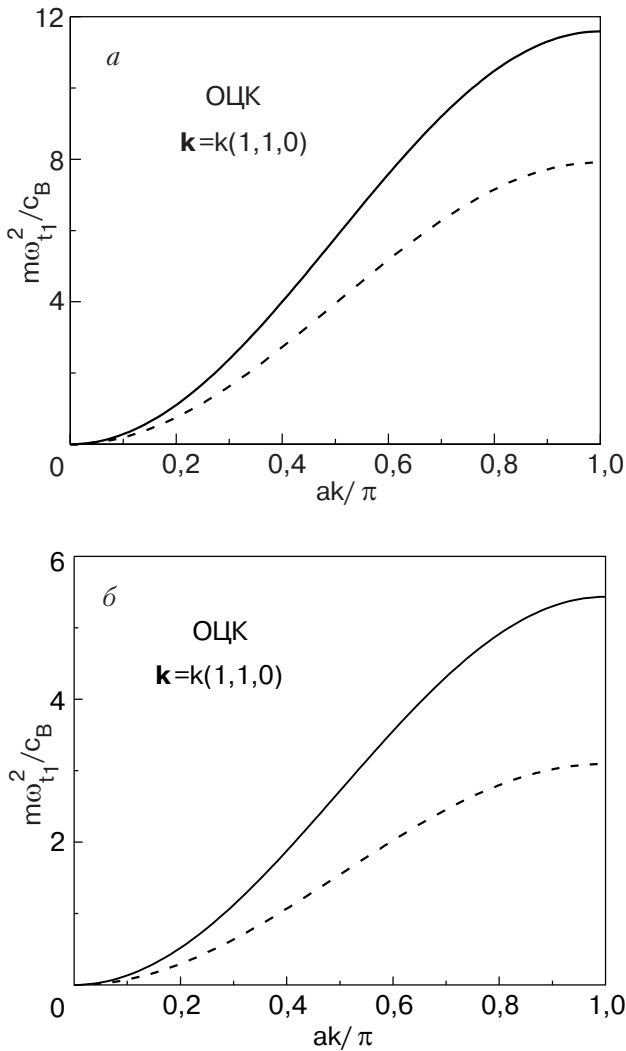 12
а
ОЦК
k=k(1,1,0)
8
mω²t1/cB
4
0
0,2
0,4
0,6
0,8
1,0
ak/π
6
б
ОЦК
k=k(1,1,0)
4
mω²t1/cB
2
0
0,2
0,4
0,6
0,8
1,0
ak/π